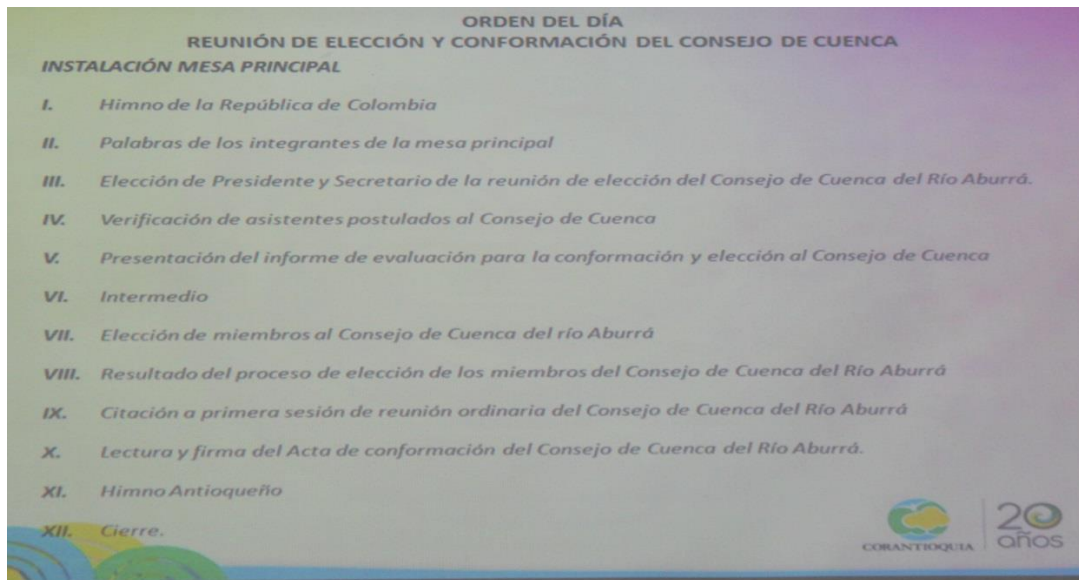 ORDEN DEL DÍA
REUNIÓN DE ELECCIÓN Y CONFORMACIÓN DEL CONSEJO DE CUENCA
INSTALACIÓN MESA PRINCIPAL
I. Himno de la República de Colombia
II. Palabras de los integrantes de la mesa principal
III. Elección de Presidente y Secretario de la reunión de elección del Consejo de Cuenca del Río Aburrá.
IV. Verificación de asistentes postulados al Consejo de Cuenca
V. Presentación del informe de evaluación para la conformación y elección al Consejo de Cuenca
VI. Intermedio
VII. Elección de miembros al Consejo de Cuenca del río Aburrá
VIII. Resultado del proceso de elección de los miembros del Consejo de Cuenca del Río Aburrá
IX. Citación a primera sesión de reunión ordinaria del Consejo de Cuenca del Río Aburrá
X. Lectura y firma del Acta de conformación del Consejo de Cuenca del Río Aburrá.
XI. Himno Antioqueño
XII. Cierre.
CORANTIOQUIA
20
años